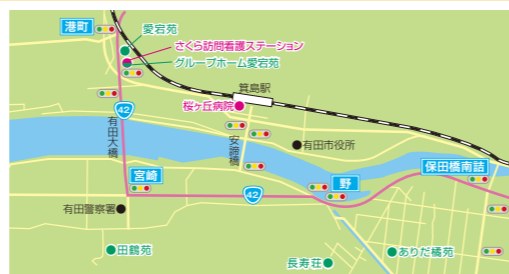 港町
愛宕苑
さくら訪問看護ステーション
グループホーム愛宕苑
箕島駅
42
桜ヶ丘病院
有田大橋
安諦橋
有田市役所
保田橋南詰
宮崎
野
42
有田警察署
田鶴苑
長寿荘
ありだ橘苑